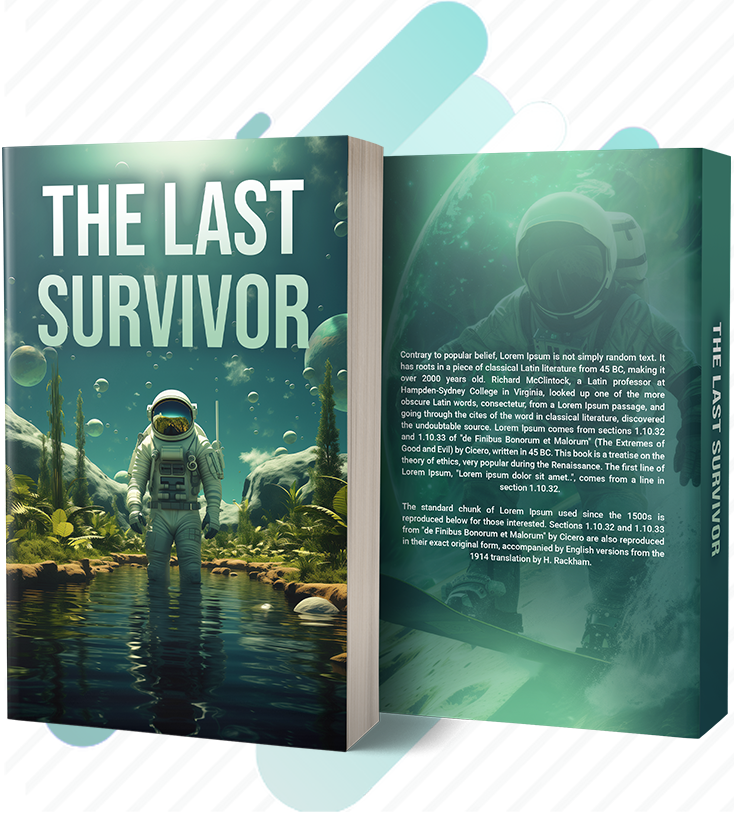 THE LAST
SURVIVOR
Contrary to popular belief, Lorem Ipsum is not simply random text. It
has roots in a piece of classical Latin literature from 45 BC, making it
over 2000 years old. Richard McClintock, a Latin professor at
Hampden-Sydney College in Virginia, looked up one of the more
obscure Latin words, consectetur, from a Lorem Ipsum passage, and
going through the cites of the word in classical literature, discovered
the undoubtable source. Lorem Ipsum comes from sections 1.10.32
and 1.10.33 of "de Finibus Bonorum et Malorum" (The Extremes of
Good and Evil) by Cicero, written in 45 BC. This book is a treatise on the
theory of ethics, very popular during the Renaissance. The first line of
Lorem Ipsum, "Lorem ipsum dolor sit amet..", comes from a line in
section 1.10.32.
The standard chunk of Lorem Ipsum used since the 1500s is
reproduced below for those interested. Sections 1.10.32 and 1.10.33
from "de Finibus Bonorum et Malorum" by Cicero are also reproduced
in their exact original form, accompanied by English versions from the
1914 translation by H. Rackham.
THE LAST SURVIVOR